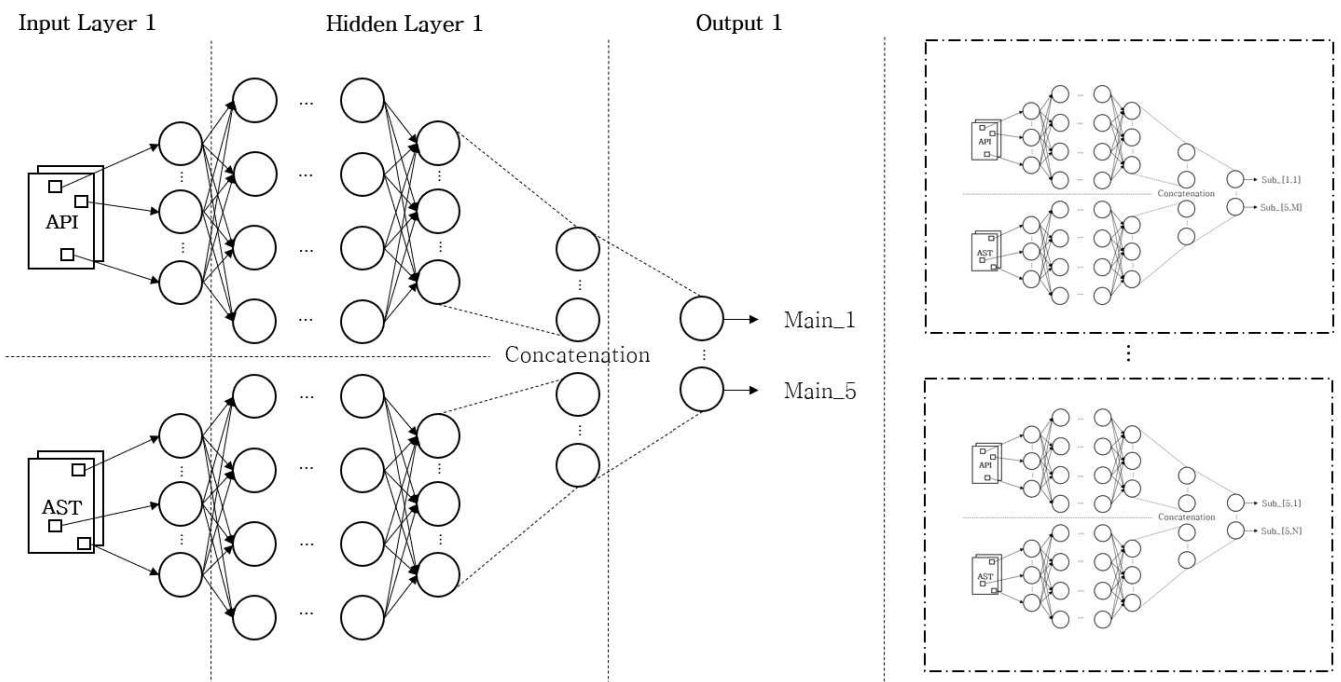 Input Layer 1
Hidden Layer 1
Output 1
API
...
...
...
...
Main_1
Concatenation
Main_5
AST
...
...
...
...
API
...
...
Sub_[1,1]
Concatenation
Sub_[5,M]
AST
...
...
API
...
...
Sub_[5,1]
Concatenation
Sub_[5,N]
AST
...
...